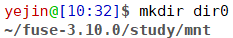 yejin@[10:32]$ mkdir dir0
~/fuse-3.10.0/study/mnt